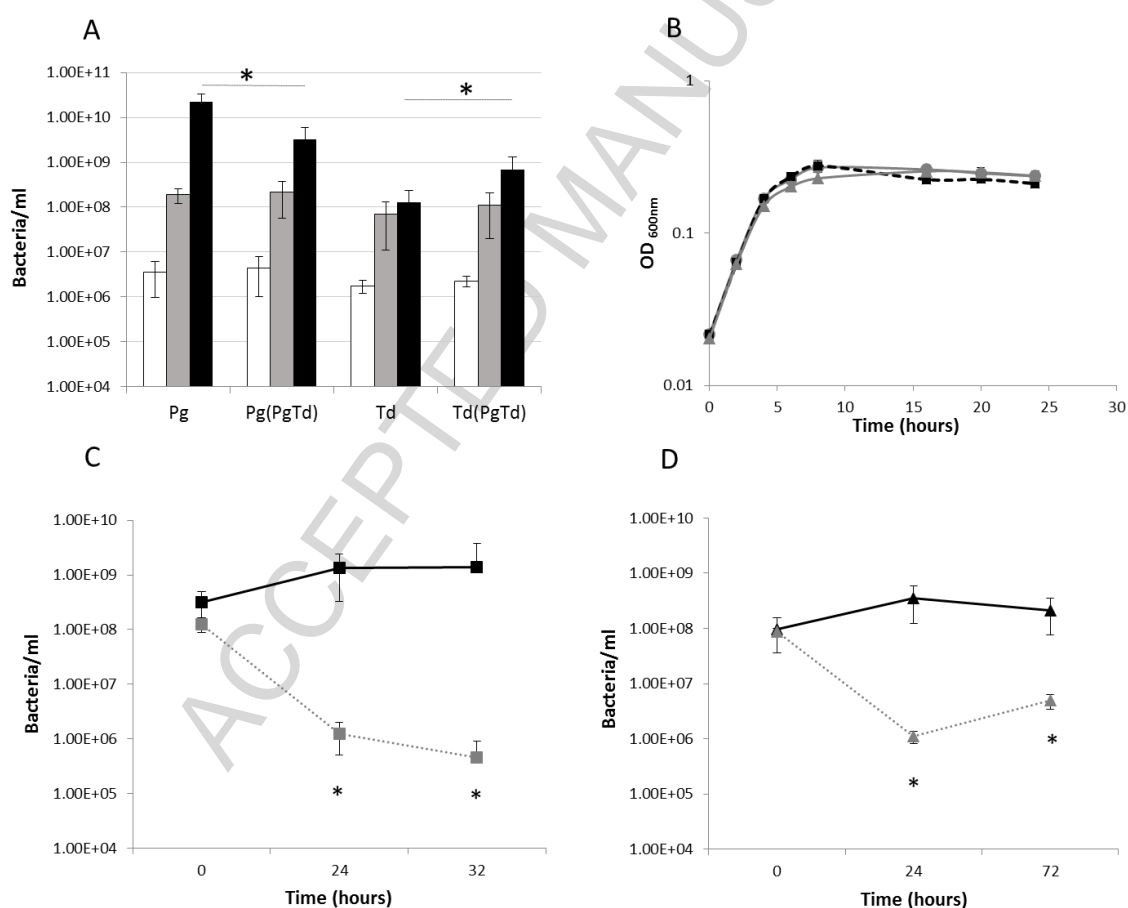 A
1.00E+11
1.00E+10
1.00E+09
1.00E+08
1.00E+07
1.00E+06
1.00E+05
1.00E+04
Bacteria/ml
*
*
Pg
Pg(PgTd)
Td
Td(PgTd)
B
1
0.1
0.01
OD 600nm
0
5
10
15
20
25
30
Time (hours)
C
1.00E+10
1.00E+09
1.00E+08
1.00E+07
1.00E+06
1.00E+05
1.00E+04
Bacteria/ml
*
*
0
24
32
Time (hours)
D
1.00E+10
1.00E+09
1.00E+08
1.00E+07
1.00E+06
1.00E+05
1.00E+04
Bacteria/ml
*
*
0
24
72
Time (hours)
ACCEPTED MANUS